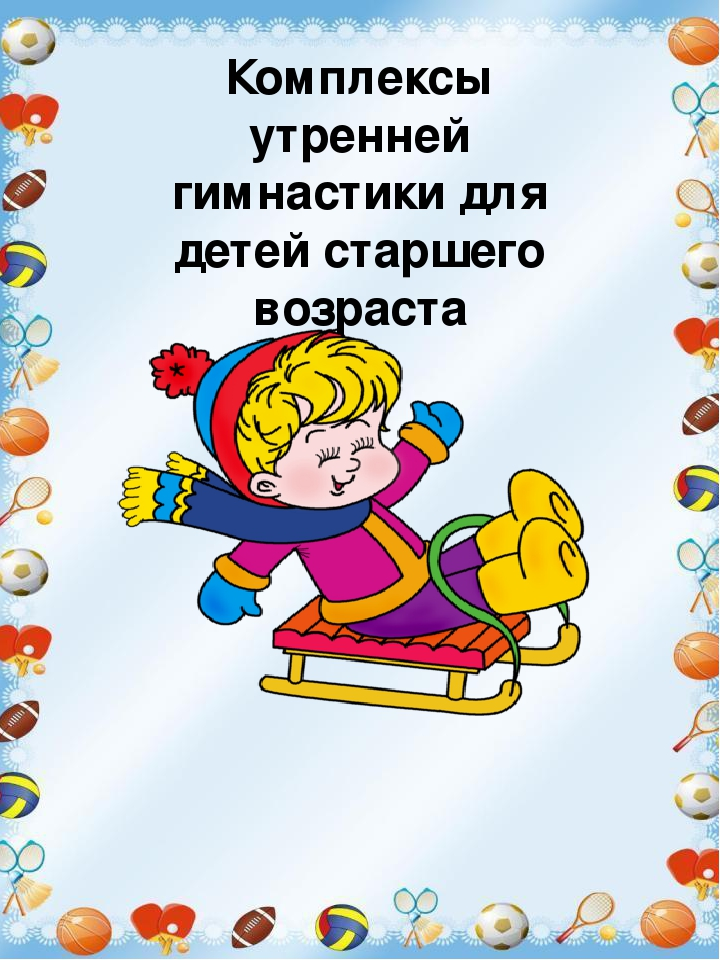 Комплексы
утренней
гимнастики для
детей старшего
возраста